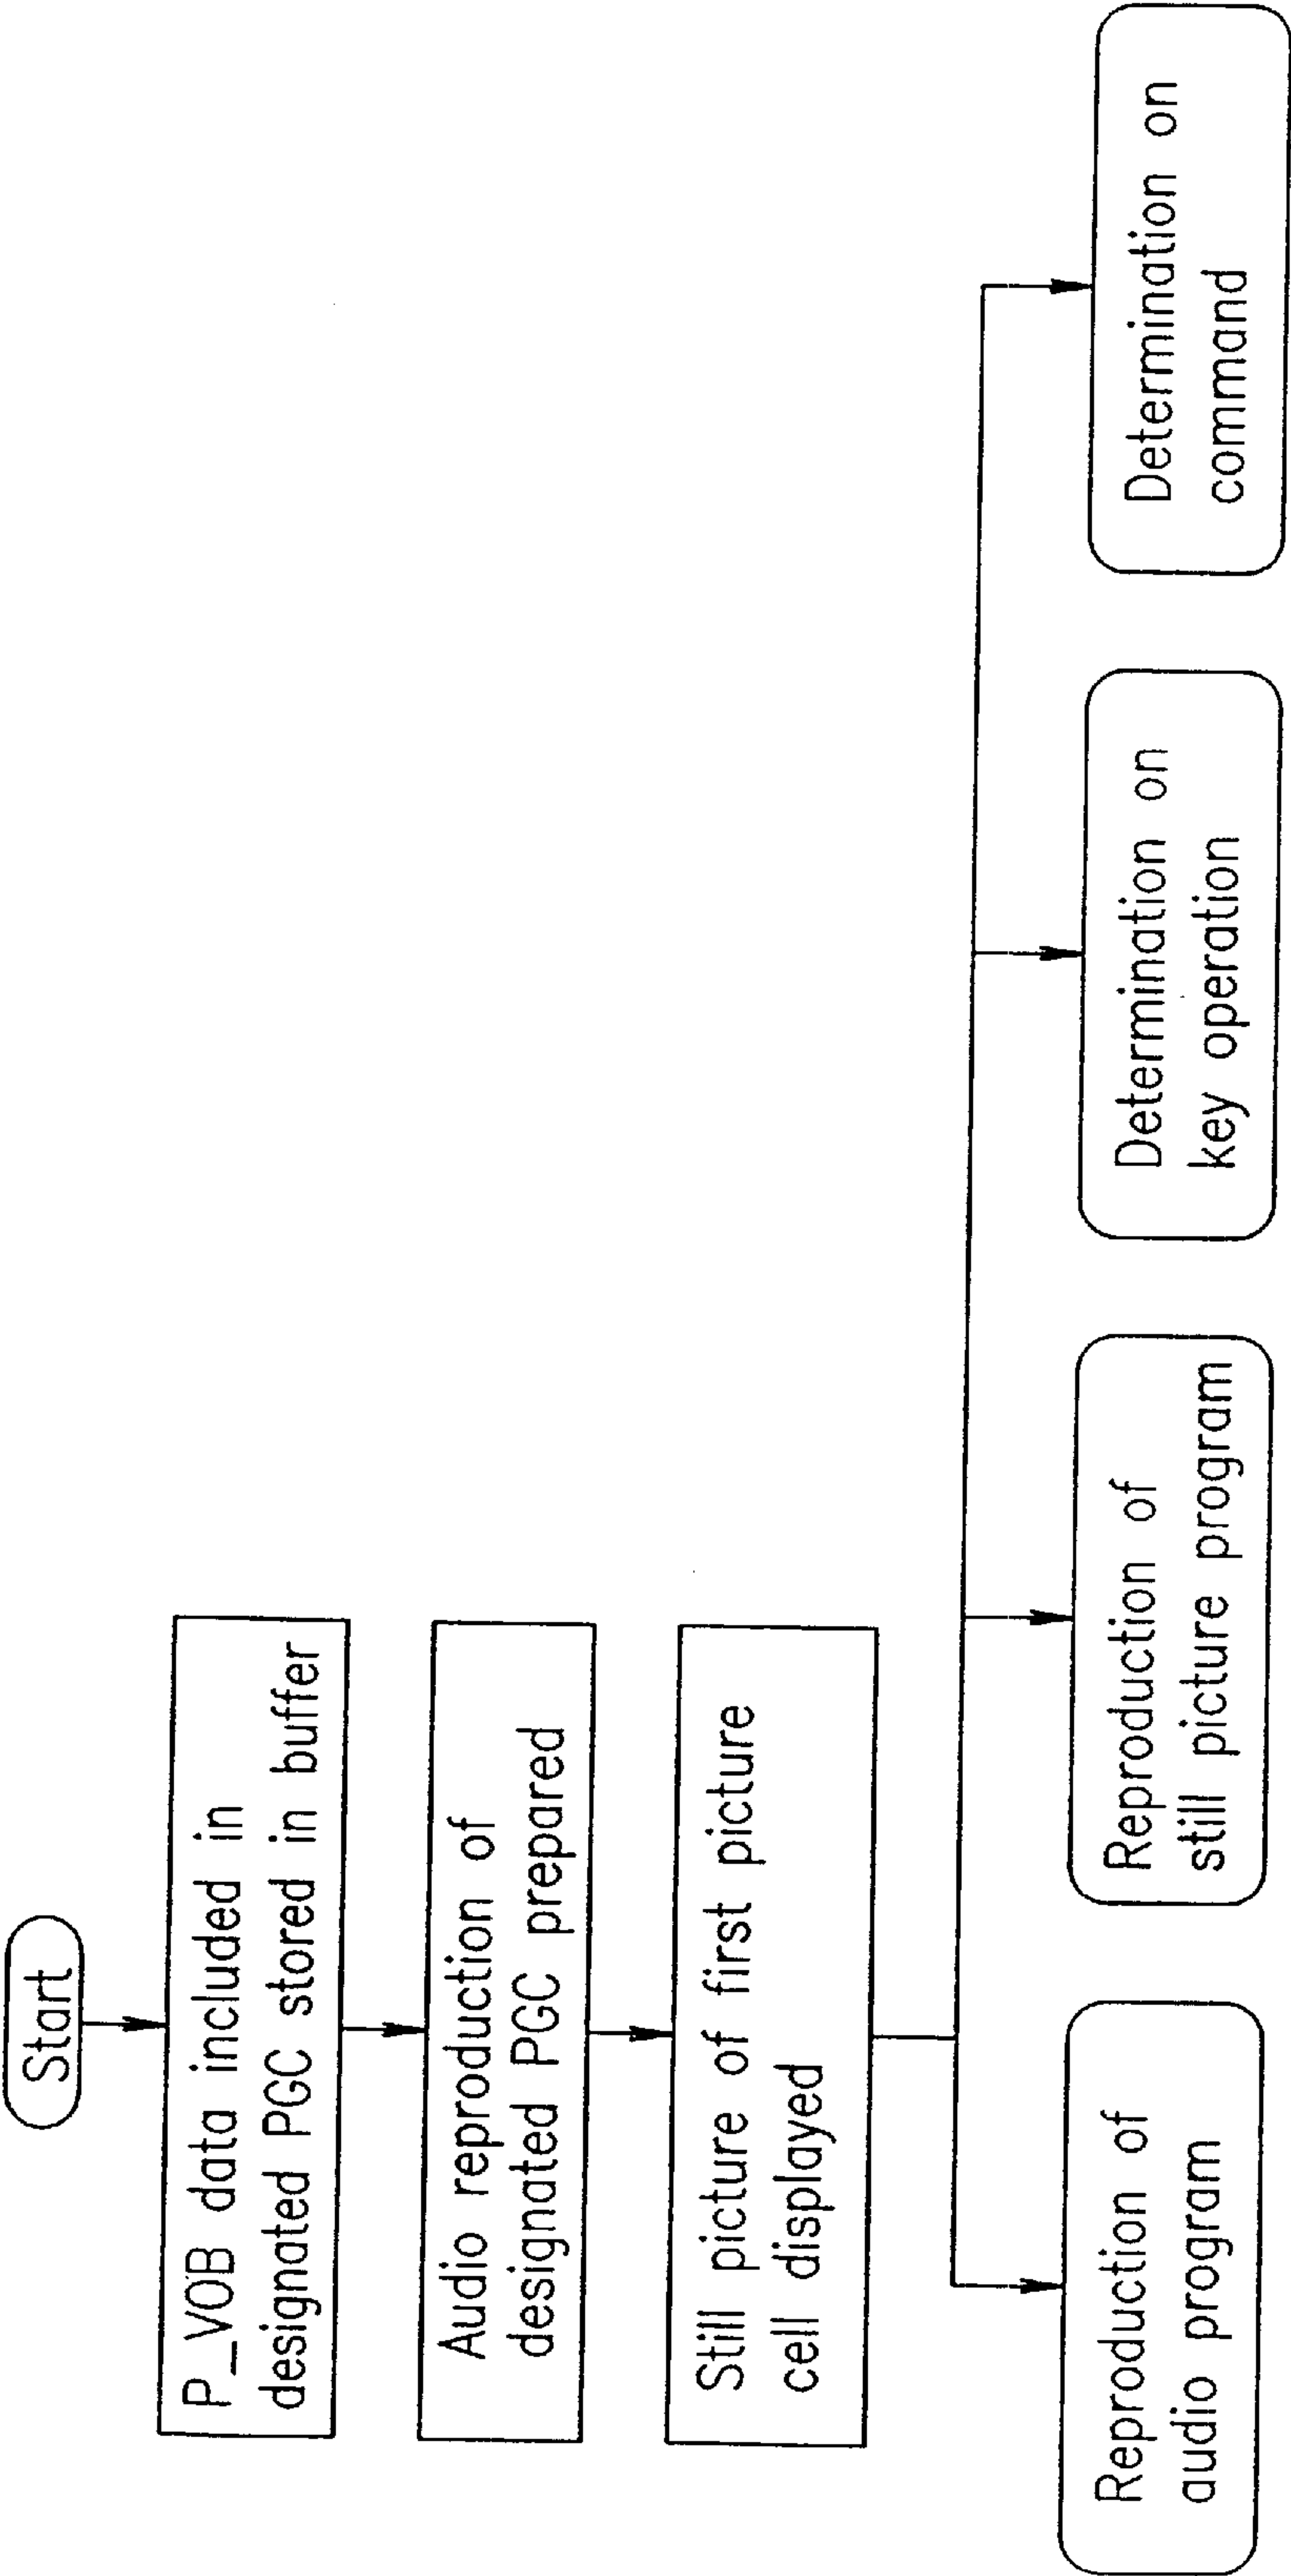 Start
P_VOB data included in
designated PGC stored in buffer
Audio reproduction of
designated PGC prepared
Still picture of first picture
cell displayed
Reproduction of
audio program
Reproduction of
still picture program
Determination on
key operation
Determination on
command